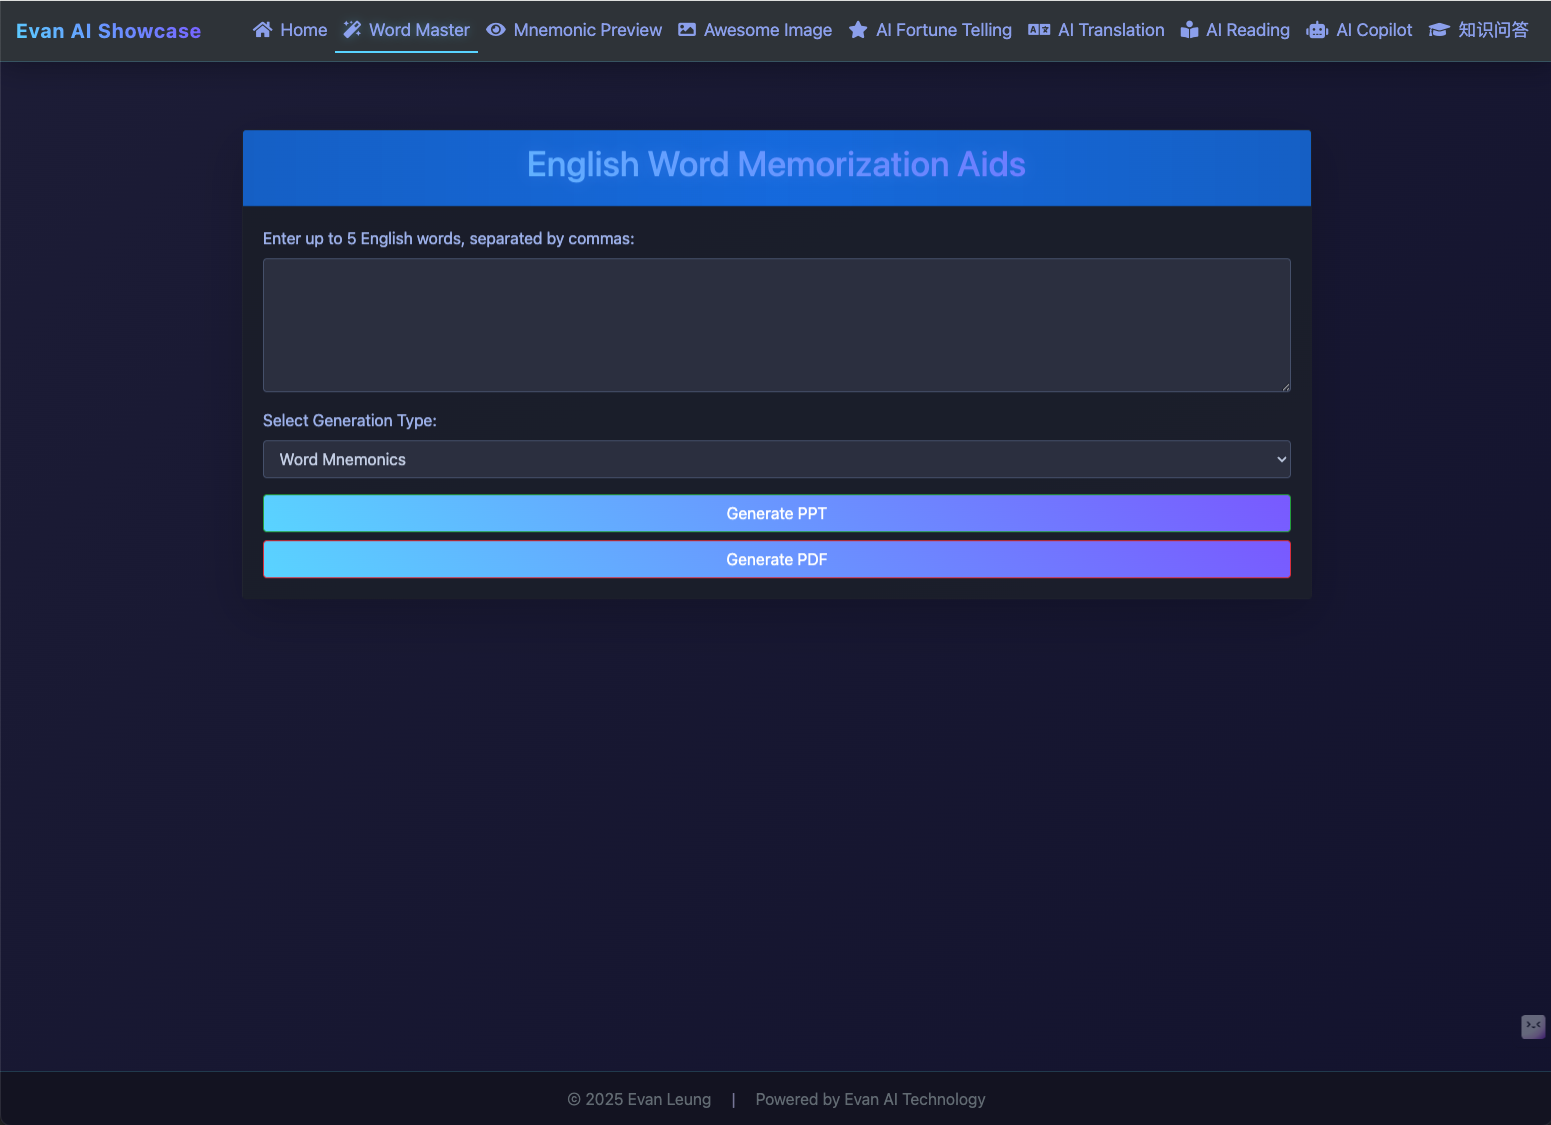 Evan AI Showcase
Home
Word Master
Mnemonic Preview
Awesome Image
AI Fortune Telling
AI Translation
AI Reading
AI Copilot
知识问答
English Word Memorization Aids
Enter up to 5 English words, separated by commas:
Select Generation Type:
Word Mnemonics
Generate PPT
Generate PDF
© 2025 Evan Leung | Powered by Evan AI Technology